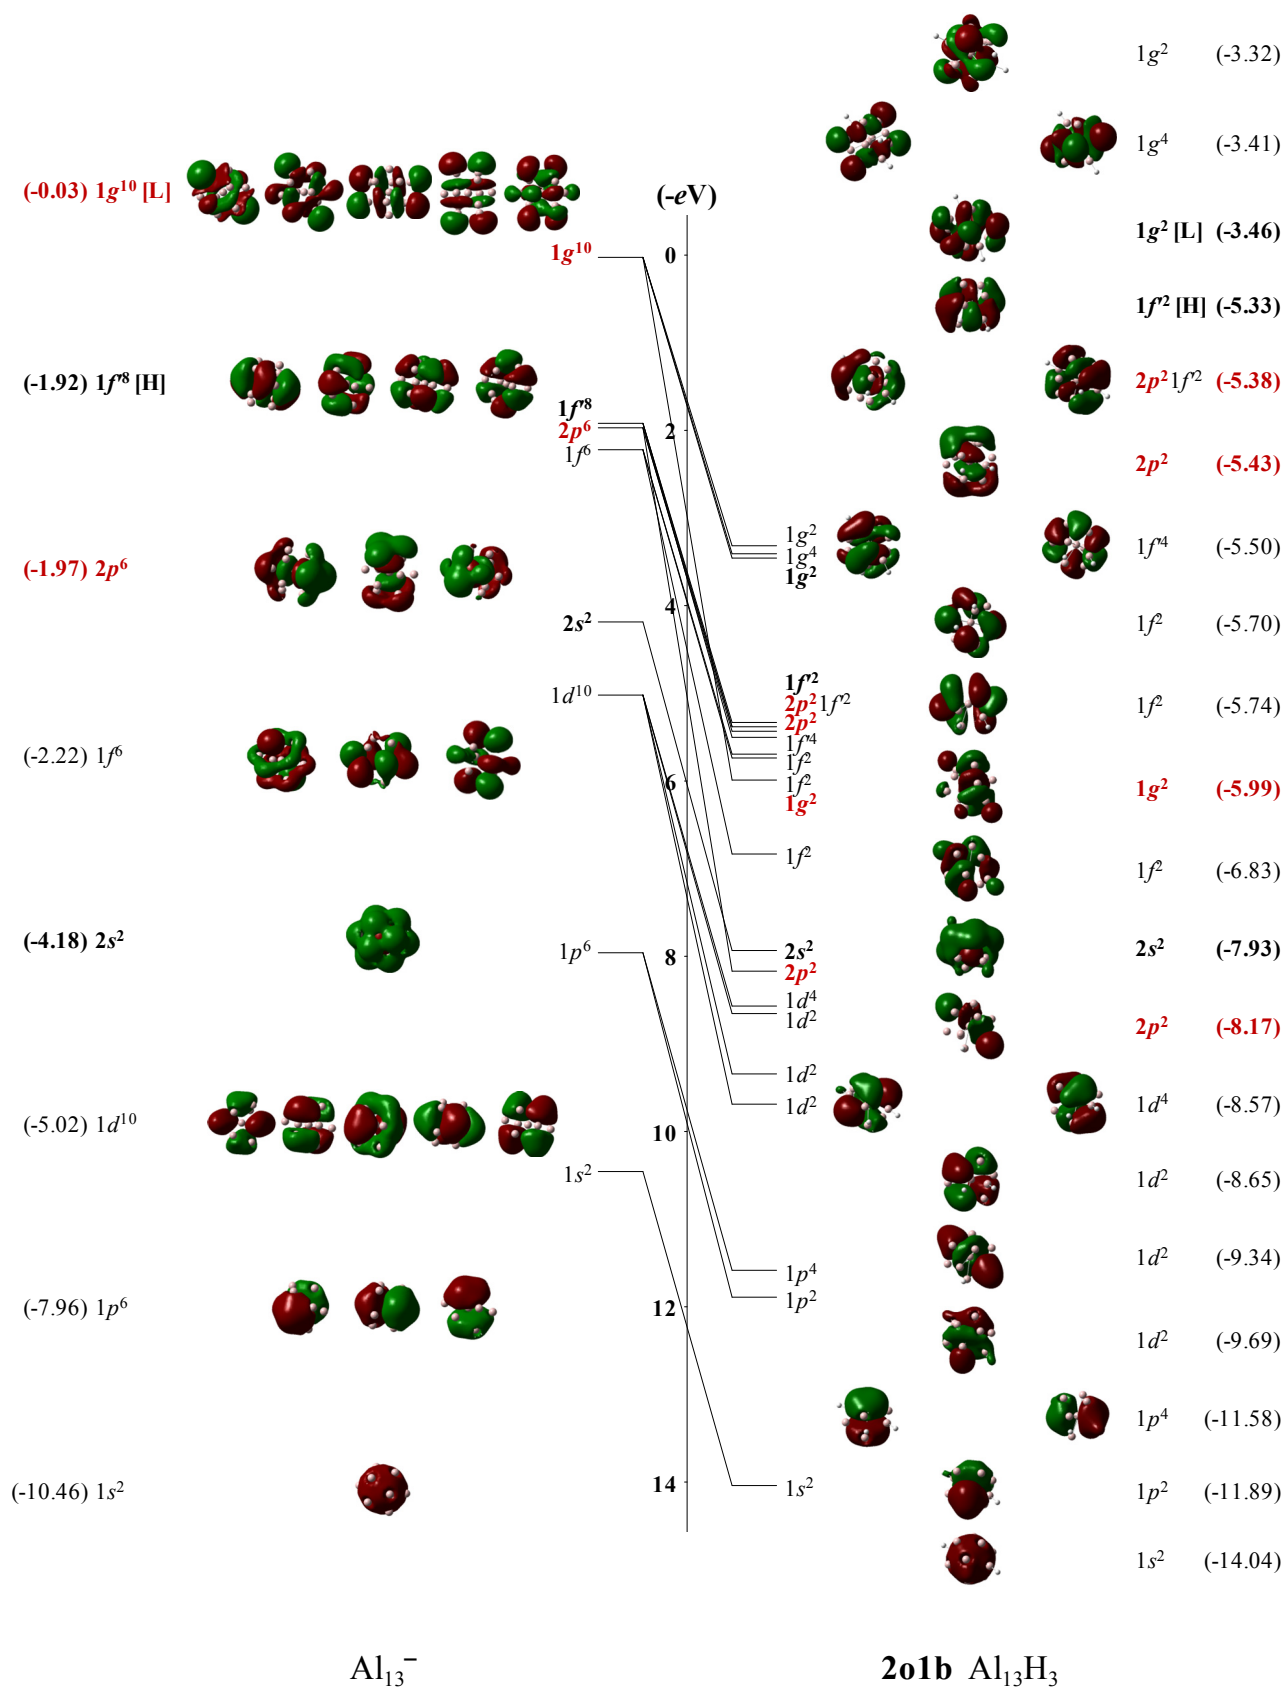 1g² (-3.32)
1g⁴ (-3.41)
(-0.03) 1g¹⁰ [L]
(-eV)
1g² [L] (-3.46)
1g¹⁰
0
1f'² [H] (-5.33)
(-1.92) 1f'⁸ [H]
2p² 1f'² (-5.38)
1f'⁸
2p⁶
2
1f⁶
2p² (-5.43)
1g²
1f'⁴ (-5.50)
1g⁴
(-1.97) 2p⁶
1g²
4
2s²
1f² (-5.70)
1f'²
1d¹⁰
2p² 1f'²
1f² (-5.74)
2p²
1f'⁴
(-2.22) 1f⁶
1f²
6
1f²
1g² (-5.99)
1g²
1f²
1f² (-6.83)
(-4.18) 2s²
1p⁶
2s²
2s² (-7.93)
8
2p²
1d⁴
1d²
2p² (-8.17)
1d²
1d²
1d⁴ (-8.57)
(-5.02) 1d¹⁰
10
1s²
1d² (-8.65)
1d² (-9.34)
1p⁴
1p²
(-7.96) 1p⁶
12
1d² (-9.69)
1p⁴ (-11.58)
14
1s²
(-10.46) 1s²
1p² (-11.89)
1s² (-14.04)
Al₁₃⁻
2o1b Al₁₃H₃